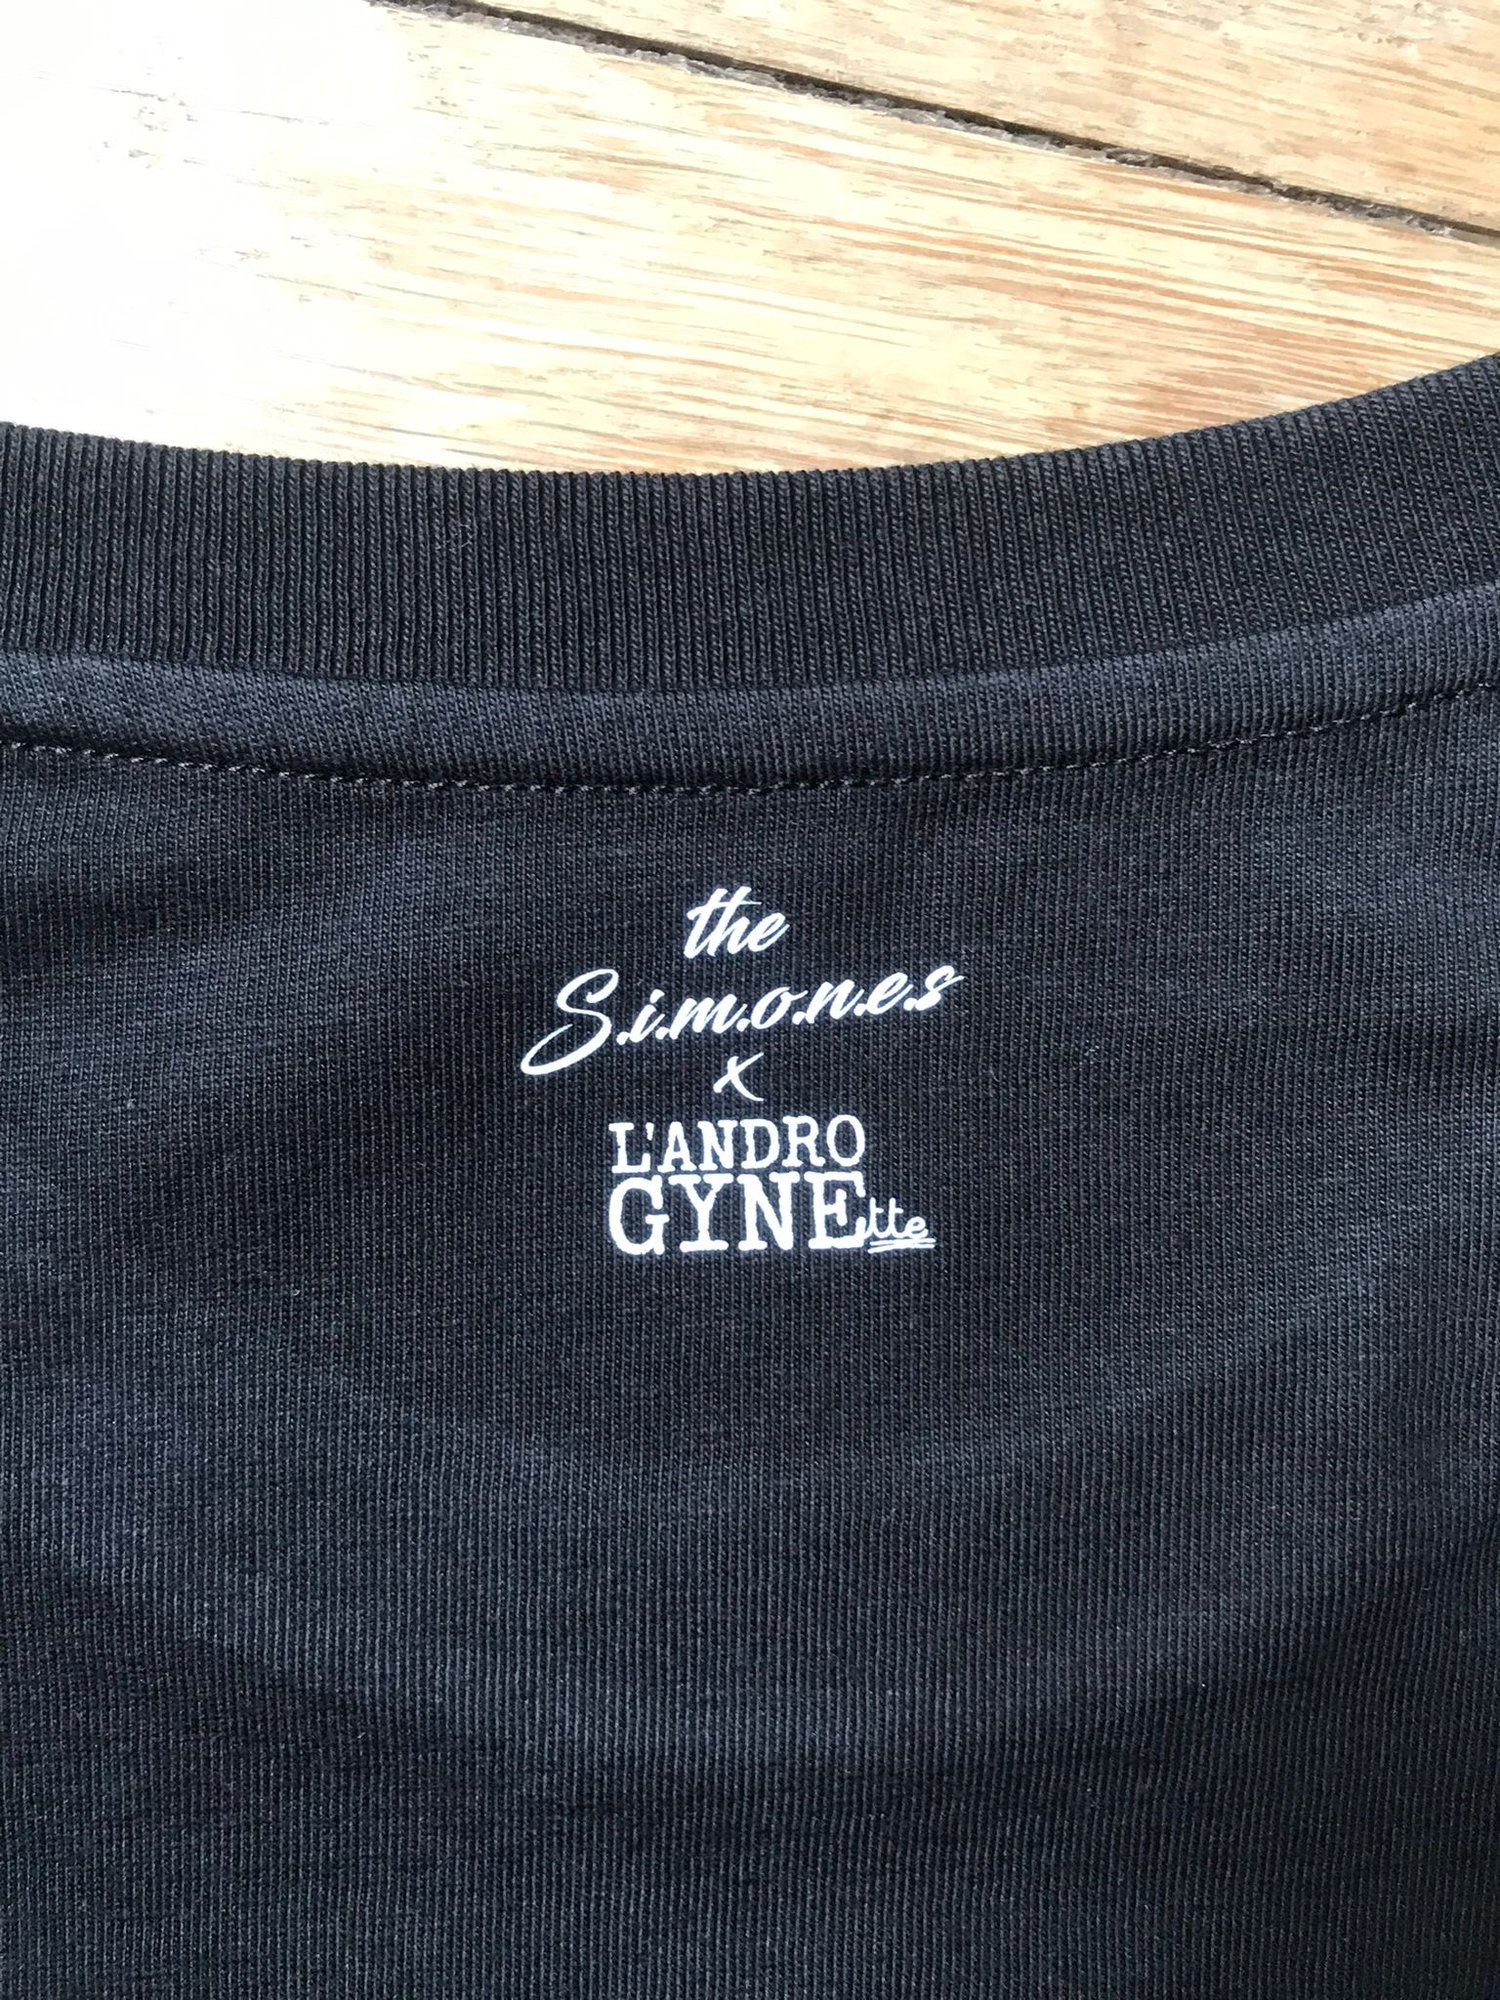 the
S.i.m.o.n.e.s
x
L'ANDRO
GYNEtte